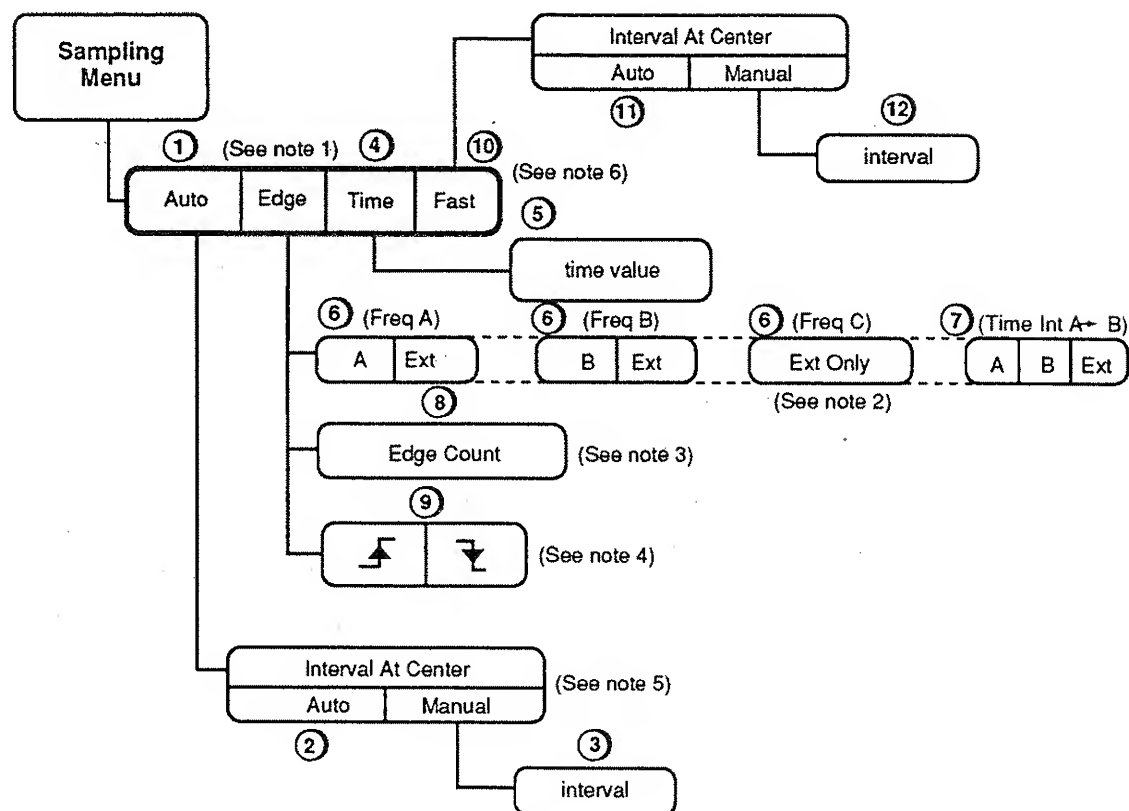 Sampling
Menu
Interval At Center
Auto Manual
11
12
interval
1 (See note 1) 4 10
Auto Edge Time Fast
(See note 6)
5
time value
6 (Freq A) 6 (Freq B) 6 (Freq C) 7 (Time Int A→ B)
A Ext B Ext Ext Only A B Ext
(See note 2)
8
Edge Count (See note 3)
9
(See note 4)
Interval At Center
(See note 5)
Auto Manual
2
3
interval